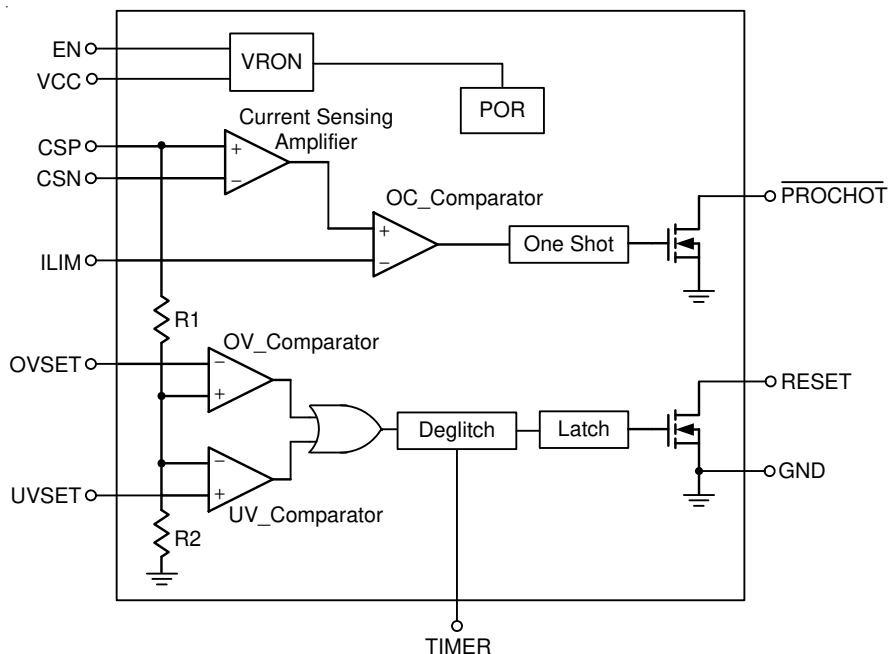 EN
VCC
VRON
POR
CSP
CSN
Current Sensing
Amplifier
+
−
OC_Comparator
+
−
ILIM
One Shot
PROCHOT
R1
OV_Comparator
OVSET
−
+
RESET
Deglitch
Latch
−
+
UVSET
GND
UV_Comparator
R2
TIMER